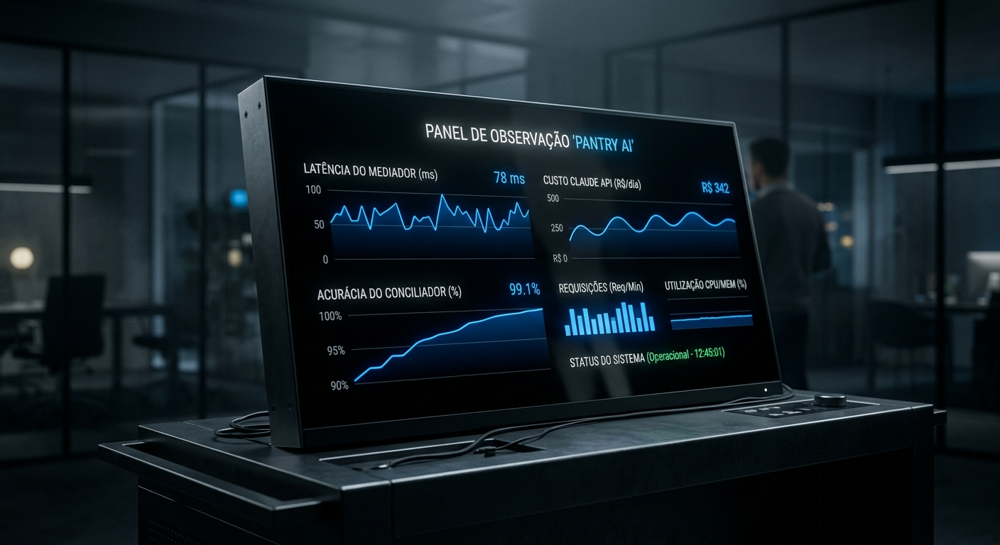 PANEL DE OBSERVAÇÃO 'PANTRY AI'
LATÊNCIA DO MEDIADOR (ms) 78 ms
100
50
0
CUSTO CLAUDE API (R$/dia) R$ 342
500
250
R$ 0
ACURÁCIA DO CONCILIADOR (%) 99.1%
100%
95%
90%
REQUISIÇÕES (Req/Min)
UTILIZAÇÃO CPU/MEM (%)
STATUS DO SISTEMA (Operacional - 12:45:01)